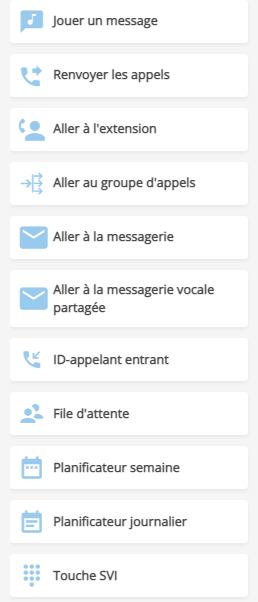 Jouer un message
Renvoyer les appels
Aller à l'extension
Aller au groupe d'appels
Aller à la messagerie
Aller à la messagerie vocale
partagée
ID-appelant entrant
File d'attente
Planificateur semaine
Planificateur journalier
Touche SVI